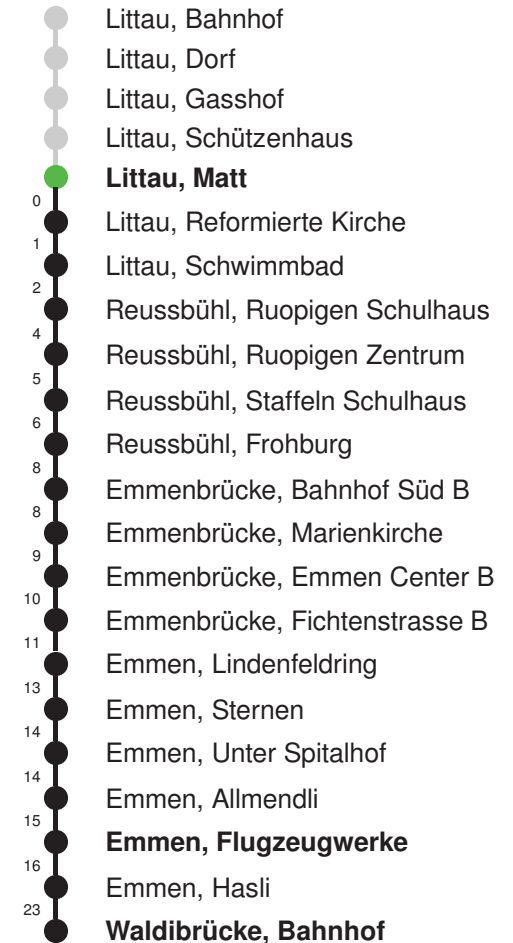 Littau, Bahnhof
Littau, Dorf
Littau, Gasshof
Littau, Schützenhaus
Littau, Matt
0
Littau, Reformierte Kirche
1
Littau, Schwimmbad
2
Reussbühl, Ruopigen Schulhaus
4
Reussbühl, Ruopigen Zentrum
5
Reussbühl, Staffeln Schulhaus
6
Reussbühl, Frohburg
8
Emmenbrücke, Bahnhof Süd B
8
Emmenbrücke, Marienkirche
9
Emmenbrücke, Emmen Center B
10
Emmenbrücke, Fichtenstrasse B
11
Emmen, Lindenfeldring
13
Emmen, Sternen
14
Emmen, Unter Spitalhof
14
Emmen, Allmendli
15
Emmen, Flugzeugwerke
16
Emmen, Hasli
23
Waldibrücke, Bahnhof